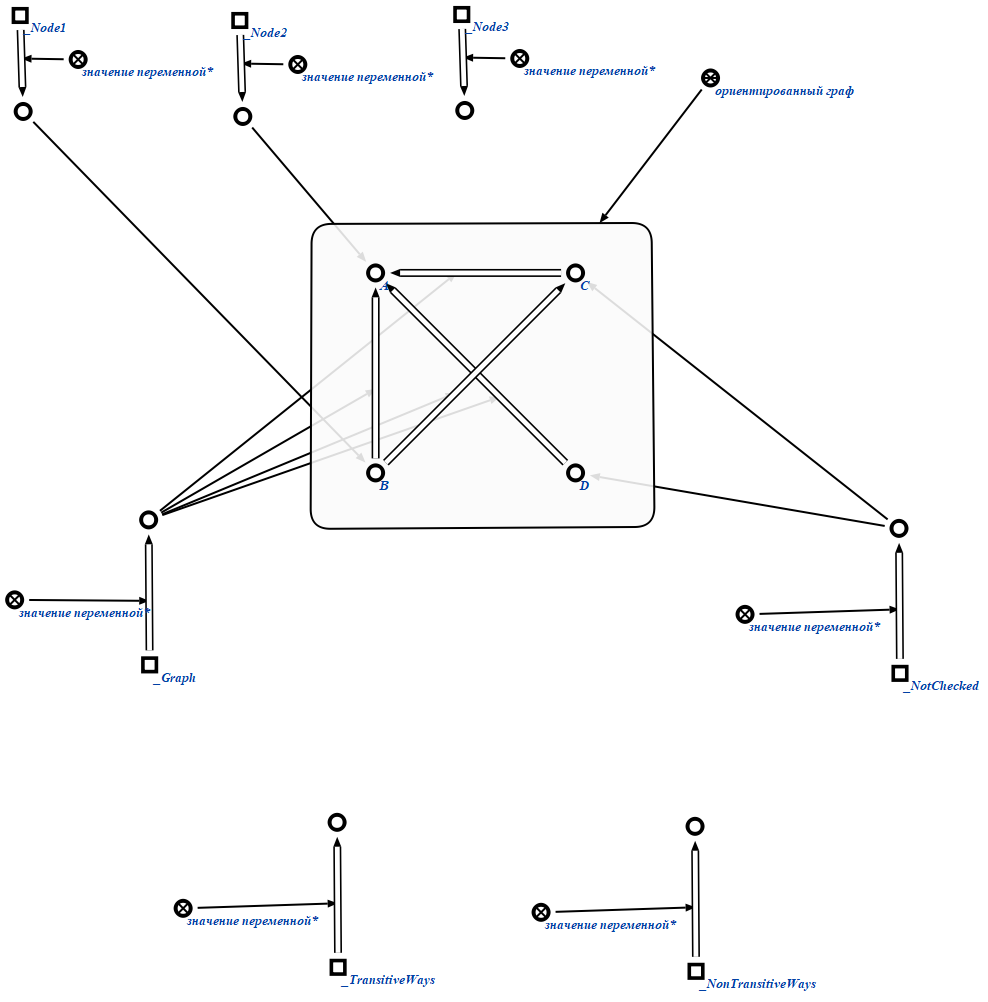 _Node1
_Node2
_Node3
значение переменной*
значение переменной*
значение переменной*
ориентированный граф
A
C
B
D
значение переменной*
значение переменной*
_Graph
_NotChecked
значение переменной*
значение переменной*
_TransitiveWays
_NonTransitiveWays